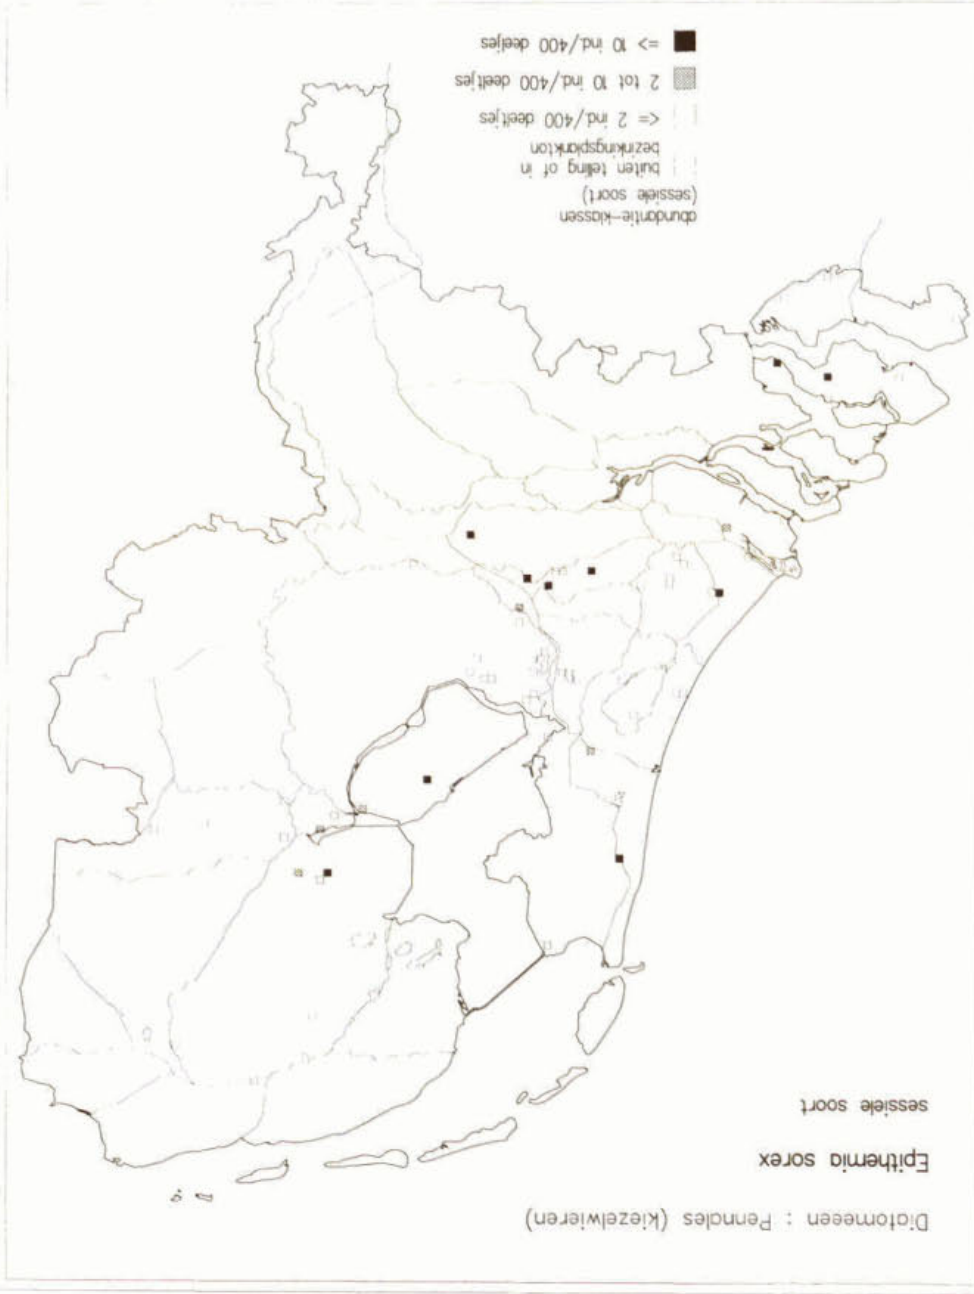 Diatomeeen : Pennales (kiezelwieren)
Epithemia sorex
sessiele soort
abundantie-klassen
(sessiele soort)
buiten telling of in
bezinkingsplankton
<= 2 ind./400 deeltjes
2 tot 10 ind./400 deeltjes
=> 10 ind./400 deeltjes